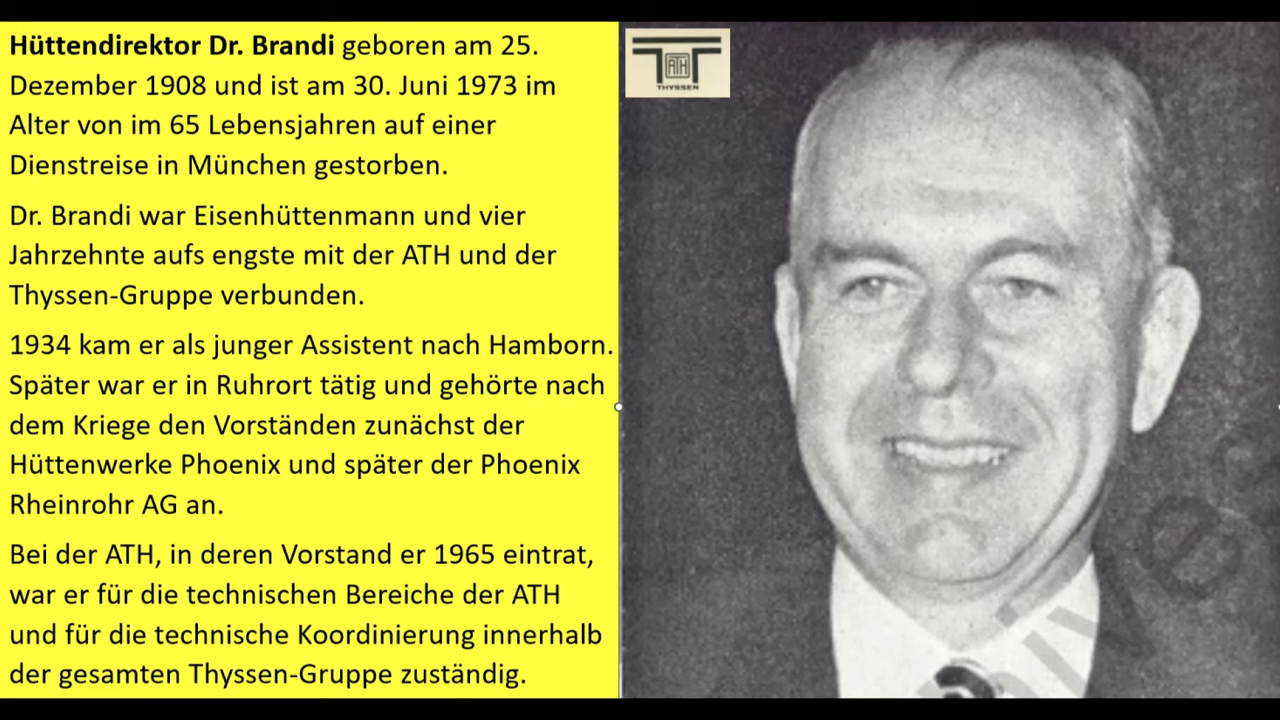 Hüttendirektor Dr. Brandi geboren am 25.
Dezember 1908 und ist am 30. Juni 1973 im
Alter von im 65 Lebensjahren auf einer
Dienstreise in München gestorben.
Dr. Brandi war Eisenhüttenmann und vier
Jahrzehnte aufs engste mit der ATH und der
Thyssen-Gruppe verbunden.
1934 kam er als junger Assistent nach Hamborn.
Später war er in Ruhrort tätig und gehörte nach
dem Kriege den Vorständen zunächst der
Hüttenwerke Phoenix und später der Phoenix
Rheinrohr AG an.
Bei der ATH, in deren Vorstand er 1965 eintrat,
war er für die technischen Bereiche der ATH
und für die technische Koordinierung innerhalb
der gesamten Thyssen-Gruppe zuständig.
ATH
THYSSEN